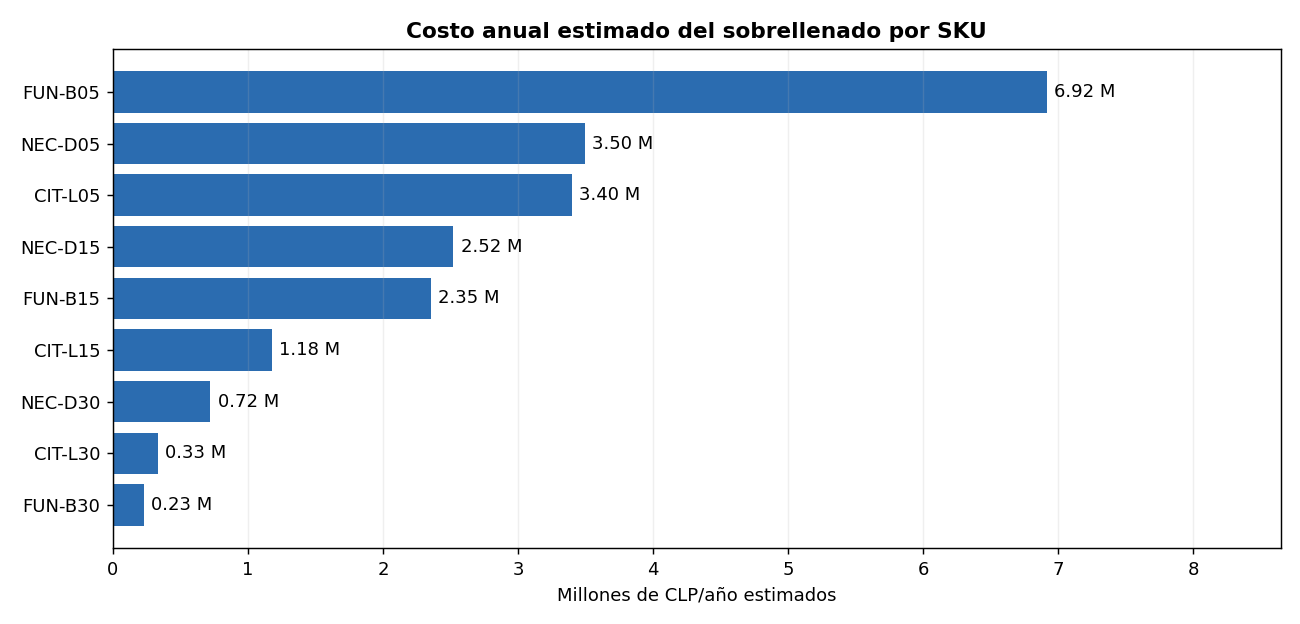 Costo anual estimado del sobrellenado por SKU
FUN-B05 6.92 M
NEC-D05 3.50 M
CIT-L05 3.40 M
NEC-D15 2.52 M
FUN-B15 2.35 M
CIT-L15 1.18 M
NEC-D30 0.72 M
CIT-L30 0.33 M
FUN-B30 0.23 M
0 1 2 3 4 5 6 7 8
Millones de CLP/año estimados